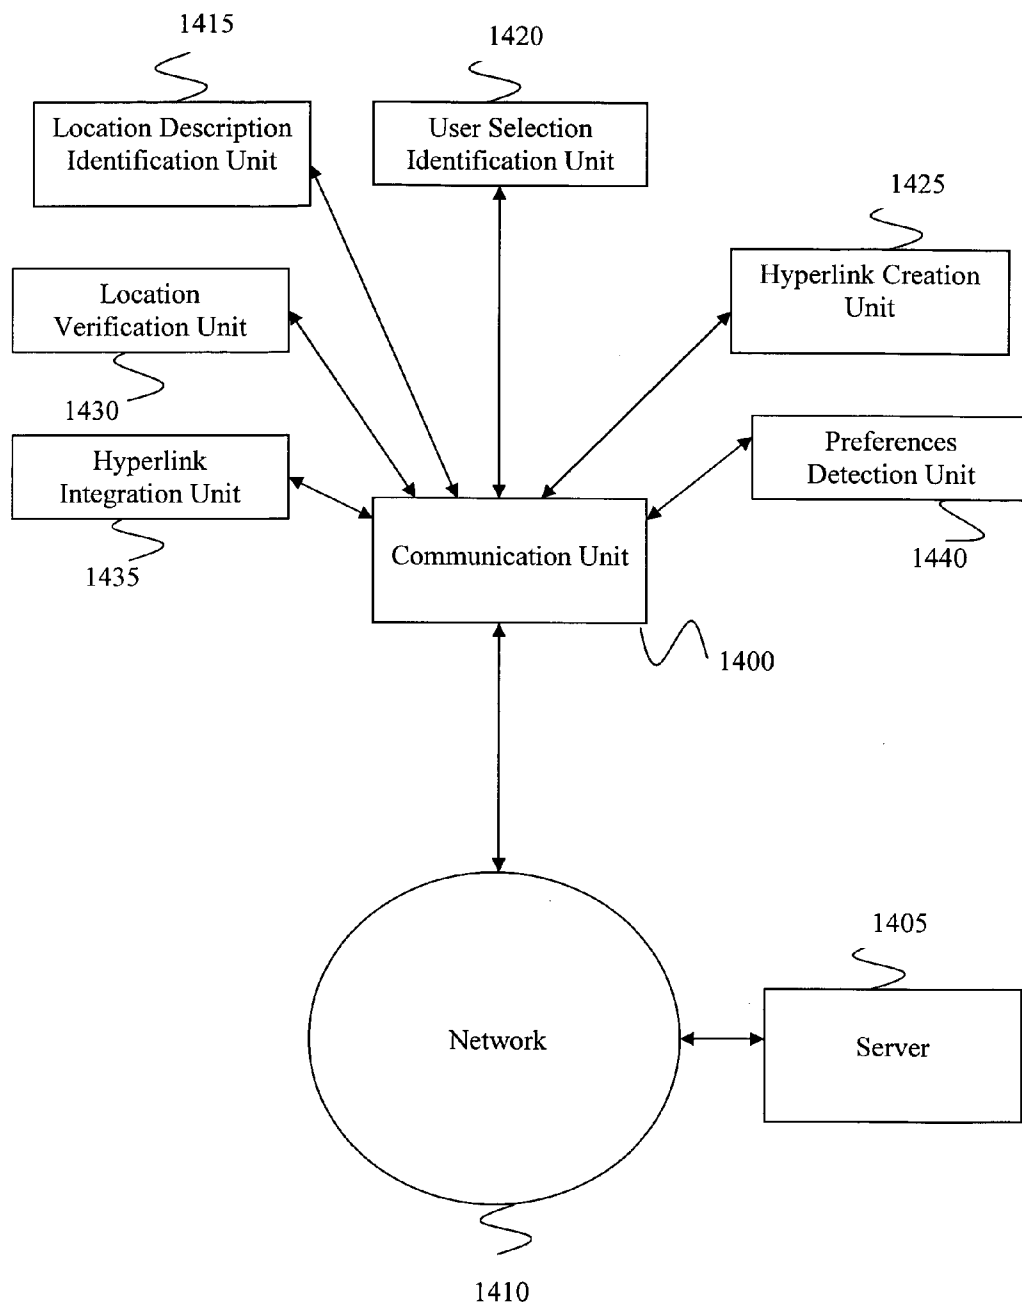 1415
1420
Location Description
Identification Unit
User Selection
Identification Unit
1425
Hyperlink Creation
Unit
Location
Verification Unit
1430
Hyperlink
Integration Unit
Preferences
Detection Unit
1435
Communication Unit
1440
1400
1405
Network
Server
1410